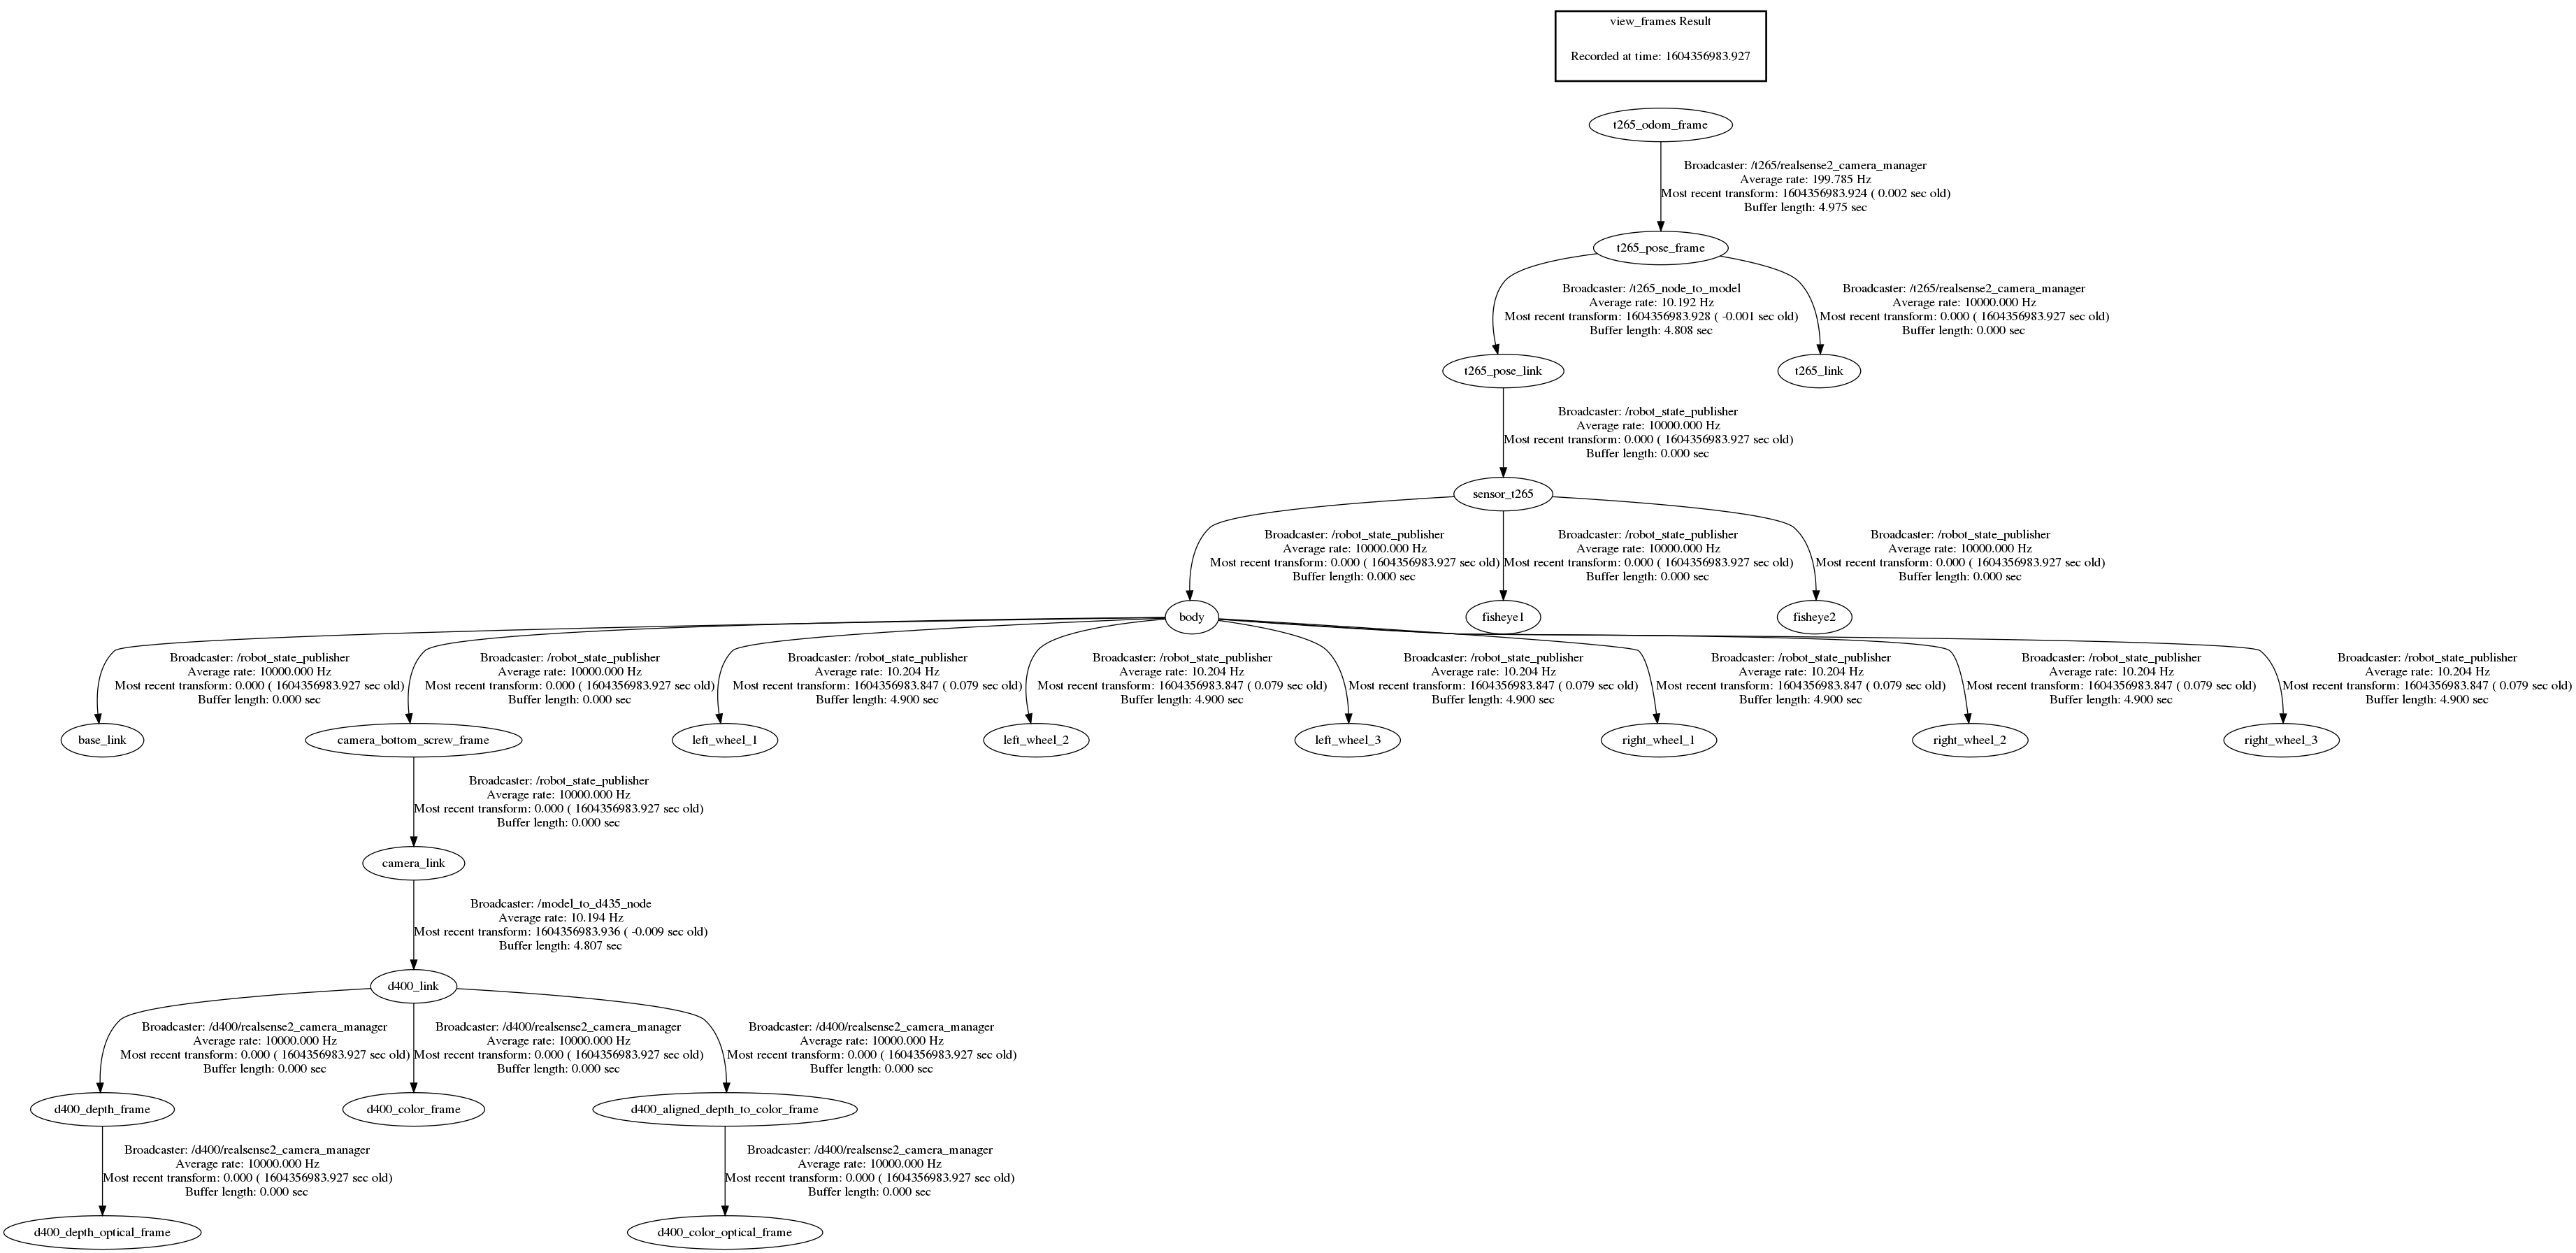 view_frames Result
Recorded at time: 1604356983.927
t265_odom_frame
Broadcaster: /t265/realsense2_camera_manager
Average rate: 199.785 Hz
Most recent transform: 1604356983.924 ( 0.002 sec old)
Buffer length: 4.975 sec
t265_pose_frame
Broadcaster: /t265_node_to_model
Average rate: 10.192 Hz
Most recent transform: 1604356983.928 ( -0.001 sec old)
Buffer length: 4.808 sec
Broadcaster: /t265/realsense2_camera_manager
Average rate: 10000.000 Hz
Most recent transform: 0.000 ( 1604356983.927 sec old)
Buffer length: 0.000 sec
t265_pose_link
t265_link
Broadcaster: /robot_state_publisher
Average rate: 10000.000 Hz
Most recent transform: 0.000 ( 1604356983.927 sec old)
Buffer length: 0.000 sec
sensor_t265
Broadcaster: /robot_state_publisher
Average rate: 10000.000 Hz
Most recent transform: 0.000 ( 1604356983.927 sec old)
Buffer length: 0.000 sec
Broadcaster: /robot_state_publisher
Average rate: 10000.000 Hz
Most recent transform: 0.000 ( 1604356983.927 sec old)
Buffer length: 0.000 sec
Broadcaster: /robot_state_publisher
Average rate: 10000.000 Hz
Most recent transform: 0.000 ( 1604356983.927 sec old)
Buffer length: 0.000 sec
body
fisheye1
fisheye2
Broadcaster: /robot_state_publisher
Average rate: 10000.000 Hz
Most recent transform: 0.000 ( 1604356983.927 sec old)
Buffer length: 0.000 sec
Broadcaster: /robot_state_publisher
Average rate: 10000.000 Hz
Most recent transform: 0.000 ( 1604356983.927 sec old)
Buffer length: 0.000 sec
Broadcaster: /robot_state_publisher
Average rate: 10.204 Hz
Most recent transform: 1604356983.847 ( 0.079 sec old)
Buffer length: 4.900 sec
Broadcaster: /robot_state_publisher
Average rate: 10.204 Hz
Most recent transform: 1604356983.847 ( 0.079 sec old)
Buffer length: 4.900 sec
Broadcaster: /robot_state_publisher
Average rate: 10.204 Hz
Most recent transform: 1604356983.847 ( 0.079 sec old)
Buffer length: 4.900 sec
Broadcaster: /robot_state_publisher
Average rate: 10.204 Hz
Most recent transform: 1604356983.847 ( 0.079 sec old)
Buffer length: 4.900 sec
Broadcaster: /robot_state_publisher
Average rate: 10.204 Hz
Most recent transform: 1604356983.847 ( 0.079 sec old)
Buffer length: 4.900 sec
Broadcaster: /robot_state_publisher
Average rate: 10.204 Hz
Most recent transform: 1604356983.847 ( 0.079 sec old)
Buffer length: 4.900 sec
base_link
camera_bottom_screw_frame
left_wheel_1
left_wheel_2
left_wheel_3
right_wheel_1
right_wheel_2
right_wheel_3
Broadcaster: /robot_state_publisher
Average rate: 10000.000 Hz
Most recent transform: 0.000 ( 1604356983.927 sec old)
Buffer length: 0.000 sec
camera_link
Broadcaster: /model_to_d435_node
Average rate: 10.194 Hz
Most recent transform: 1604356983.936 ( -0.009 sec old)
Buffer length: 4.807 sec
d400_link
Broadcaster: /d400/realsense2_camera_manager
Average rate: 10000.000 Hz
Most recent transform: 0.000 ( 1604356983.927 sec old)
Buffer length: 0.000 sec
Broadcaster: /d400/realsense2_camera_manager
Average rate: 10000.000 Hz
Most recent transform: 0.000 ( 1604356983.927 sec old)
Buffer length: 0.000 sec
Broadcaster: /d400/realsense2_camera_manager
Average rate: 10000.000 Hz
Most recent transform: 0.000 ( 1604356983.927 sec old)
Buffer length: 0.000 sec
d400_depth_frame
d400_color_frame
d400_aligned_depth_to_color_frame
Broadcaster: /d400/realsense2_camera_manager
Average rate: 10000.000 Hz
Most recent transform: 0.000 ( 1604356983.927 sec old)
Buffer length: 0.000 sec
Broadcaster: /d400/realsense2_camera_manager
Average rate: 10000.000 Hz
Most recent transform: 0.000 ( 1604356983.927 sec old)
Buffer length: 0.000 sec
d400_depth_optical_frame
d400_color_optical_frame